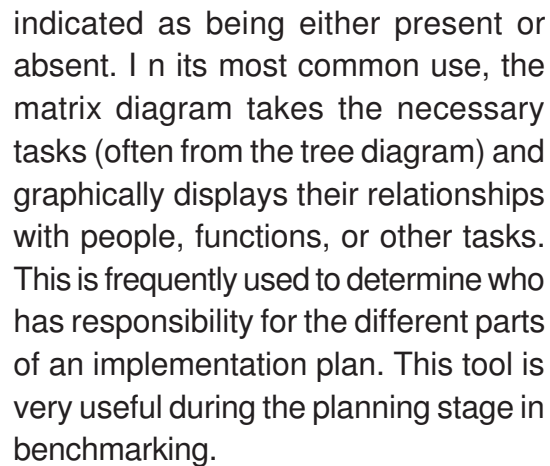 indicated as being either present or
absent. I n its most common use, the
matrix diagram takes the necessary
tasks (often from the tree diagram) and
graphically displays their relationships
with people, functions, or other tasks.
This is frequently used to determine who
has responsibility for the different parts
of an implementation plan. This tool is
very useful during the planning stage in
benchmarking.